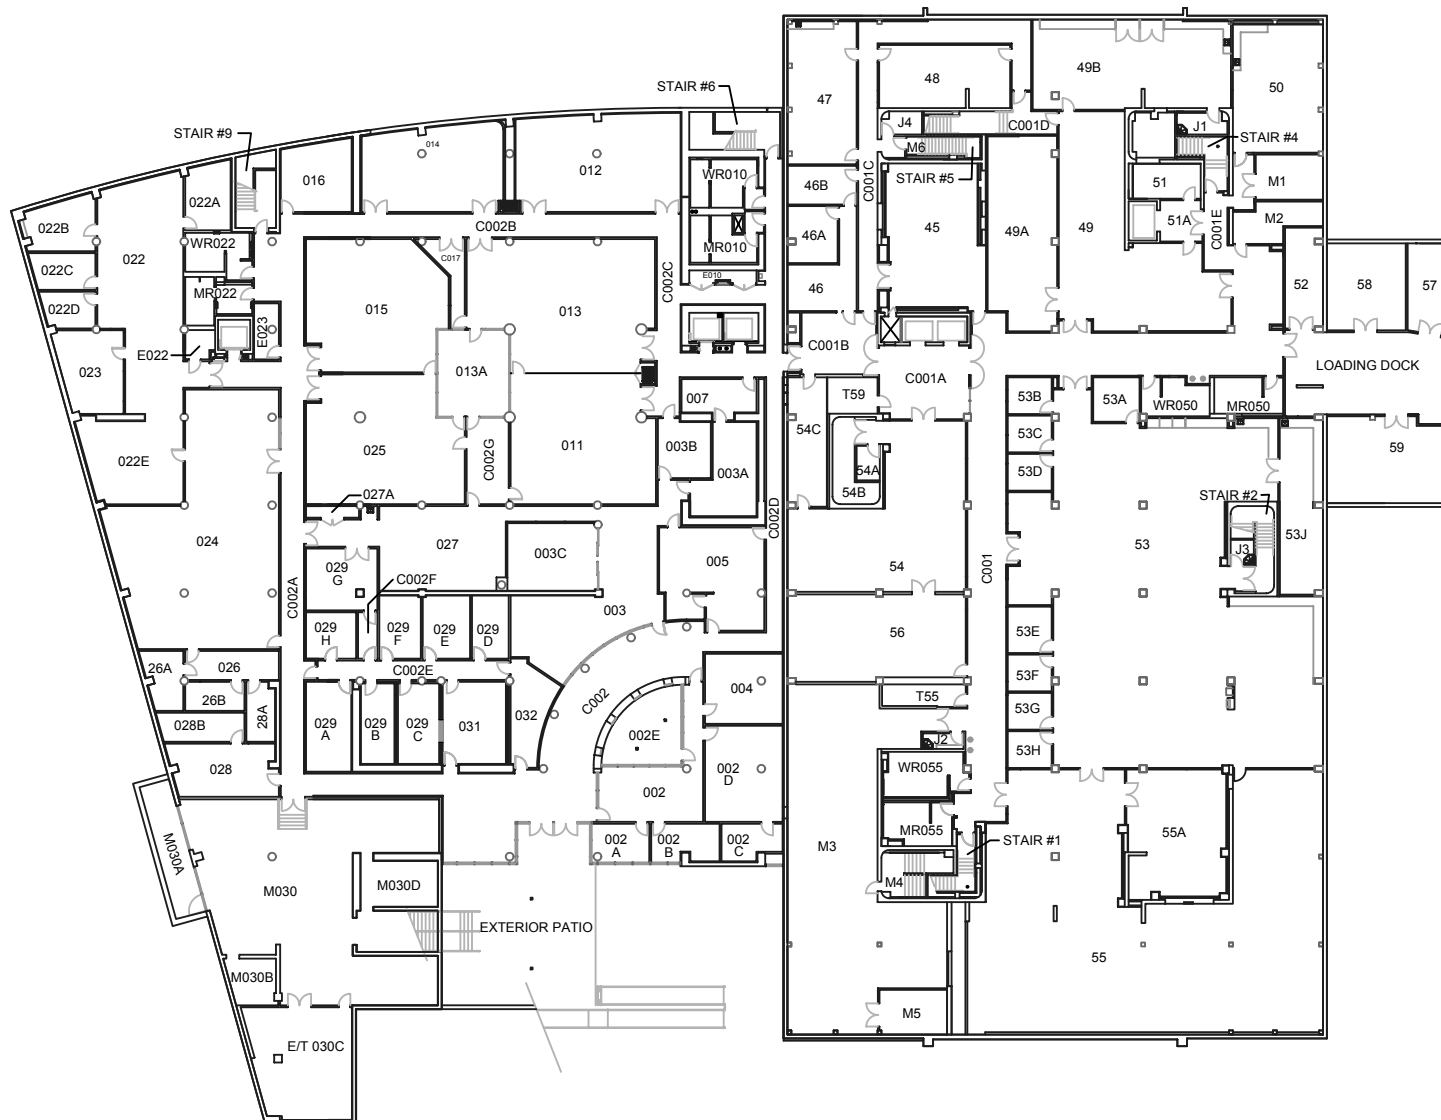 STAIR #6
STAIR #9
014
016
012
022A
022B
WR022
022
022C
022D
MR022
E022
E023
023
C002B
C017
015
013
013A
WR010
MR010
E010
C002C
007
003B
003A
022E
025
C002G
011
027A
024
C002A
027
003C
005
C002D
029
G
C002F
003
029
H
029
F
029
E
029
D
C002E
26A
026
26B
28A
028B
028
029
A
029
B
029
C
031
032
C002
002E
004
002
002
D
002
A
002
B
002
C
M030A
M030
M030D
M030B
E/T 030C
EXTERIOR PATIO
47
48
49B
50
J4
C001D
J1
STAIR #4
M6
STAIR #5
C001C
46B
46A
46
45
49A
49
51
51A
C001E
M1
M2
52
58
57
C001B
C001A
LOADING DOCK
T59
54C
54A
54B
53B
53C
53D
53A
WR050
MR050
59
STAIR #2
53J
J3
53
54
C001
56
53E
53F
53G
53H
T55
J2
WR055
MR055
STAIR #1
M3
M4
55A
55
M5